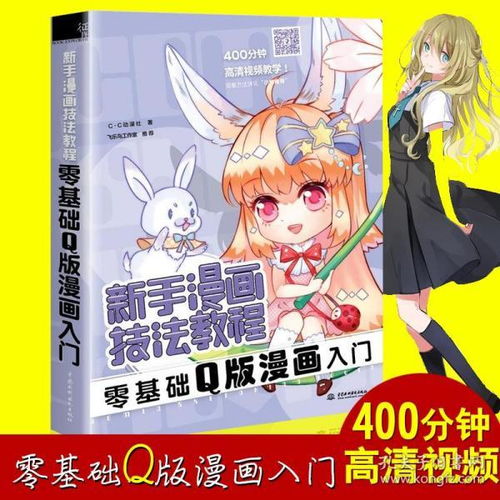 新手漫画技法教程
零基础Q版漫画入门
400分钟
高清视频教学!
C·C动漫社 著
飞乐鸟工作室 推荐
新手漫画
技法教程
零基础Q版漫画入门
400分钟
高清视频
零基础Q版漫画入门
www.kongfz.com